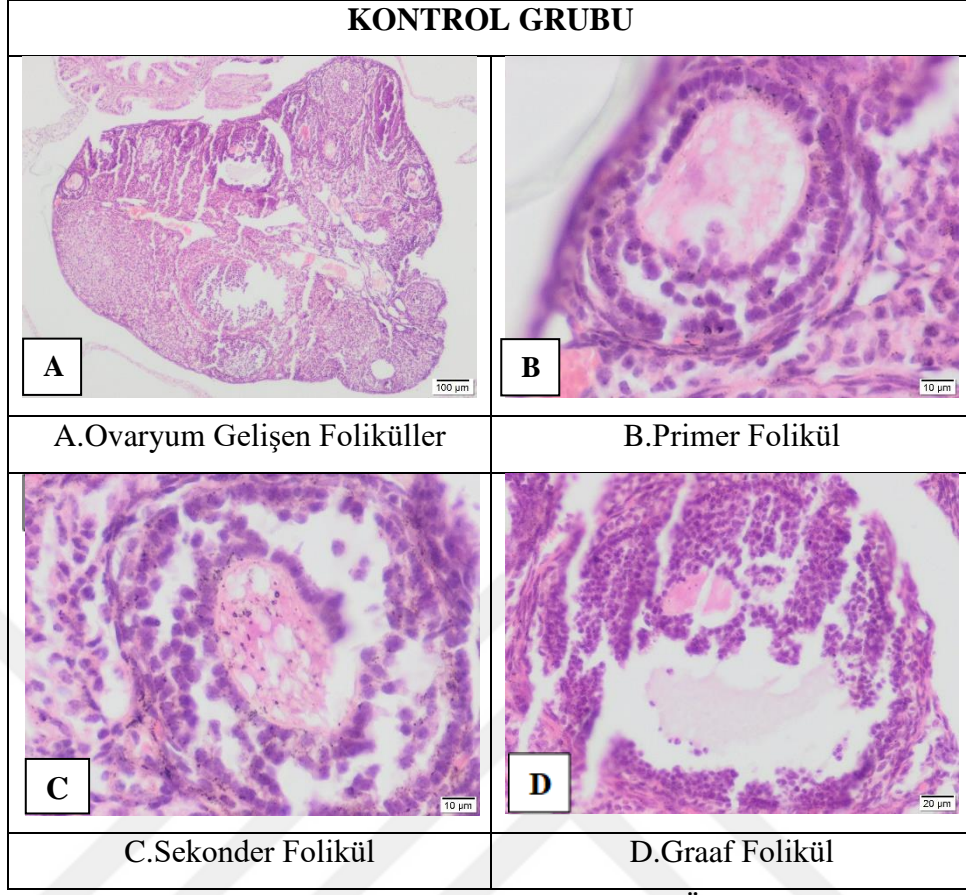 KONTROL GRUBU
A
100 µm
B
10 µm
A.Ovaryum Gelişen Foliküller
B.Primer Folikül
C
10 µm
D
20 µm
C.Sekonder Folikül
D.Graaf Folikül